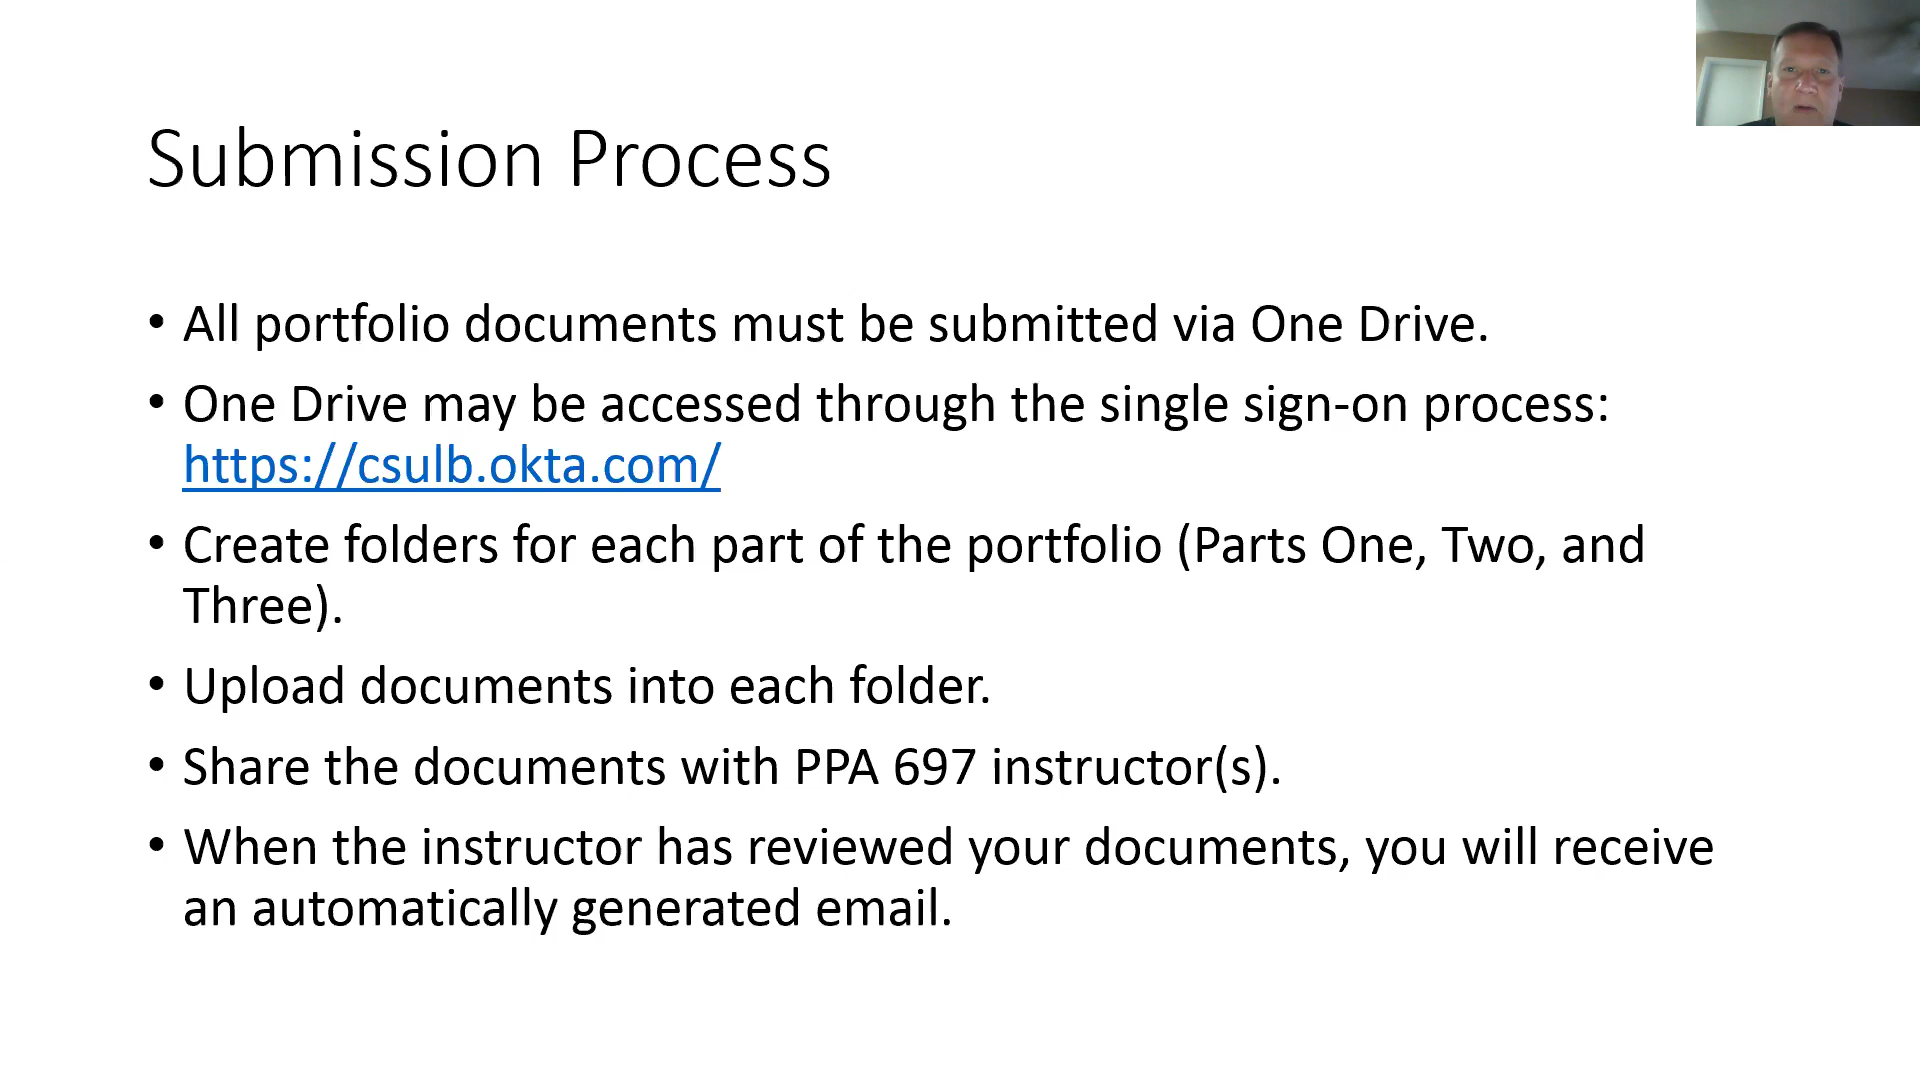 Submission Process
• All portfolio documents must be submitted via One Drive.
• One Drive may be accessed through the single sign-on process:
https://csulb.okta.com/
• Create folders for each part of the portfolio (Parts One, Two, and
Three).
• Upload documents into each folder.
• Share the documents with PPA 697 instructor(s).
• When the instructor has reviewed your documents, you will receive
an automatically generated email.